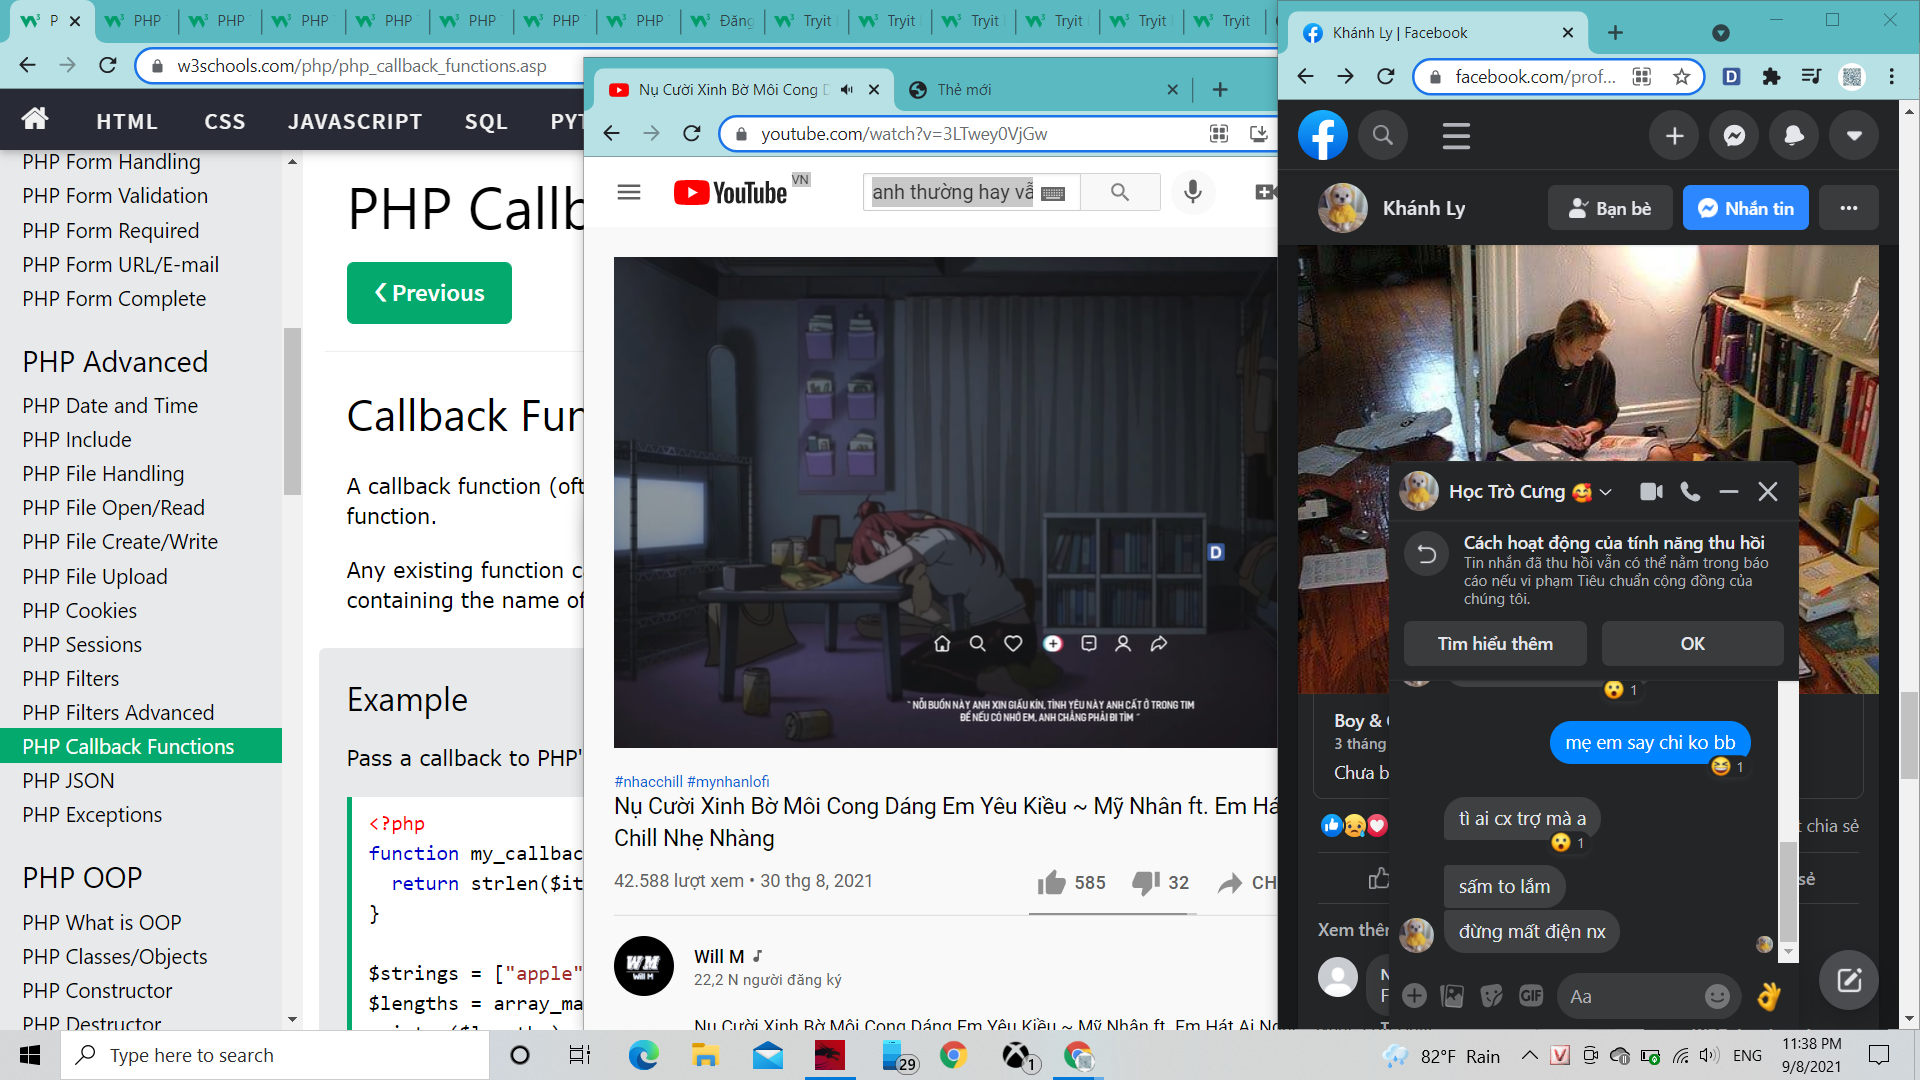 P
PHP
PHP
PHP
PHP
PHP
PHP
PHP
Đăng
Tryit
Tryit
Tryit
Tryit
Tryit
Tryit
w3schools.com/php/php_callback_functions.asp
HTML
CSS
JAVASCRIPT
SQL
PYT
PHP Form Handling
PHP Form Validation
PHP Form Required
PHP Form URL/E-mail
PHP Form Complete
PHP Advanced
PHP Date and Time
PHP Include
PHP File Handling
PHP File Open/Read
PHP File Create/Write
PHP File Upload
PHP Cookies
PHP Sessions
PHP Filters
PHP Filters Advanced
PHP Callback Functions
PHP JSON
PHP Exceptions
PHP OOP
PHP What is OOP
PHP Classes/Objects
PHP Constructor
PHP Destructor
PHP Callb
❮ Previous
Callback Fun
A callback function (oft
function.
Any existing function c
containing the name of
Example
Pass a callback to PHP'
<?php
function my_callbac
return strlen($it
}
$strings = ["apple"
$lengths = array_ma
Nụ Cười Xinh Bờ Môi Cong D
Thẻ mới
youtube.com/watch?v=3LTwey0VjGw
YouTube VN
anh thường hay vẫ
" NỖI BUỒN NÀY ANH XIN GIẤU KÍN, TÌNH YÊU NÀY ANH CẤT Ở TRONG TIM
ĐỂ NẾU CÓ NHỚ EM, ANH CHẲNG PHẢI ĐI TÌM "
D
#nhacchill #mynhanlofi
Nụ Cười Xinh Bờ Môi Cong Dáng Em Yêu Kiều ~ Mỹ Nhân ft. Em Há
Chill Nhẹ Nhàng
42.588 lượt xem • 30 thg 8, 2021
585
32
CH
WM
Will M
Will M ♪
22,2 N người đăng ký
Nụ Cười Xinh Bờ Môi Cong Dáng Em Yêu Kiều ~ Mỹ Nhân ft. Em Hát Ai Ng
Khánh Ly | Facebook
facebook.com/prof...
D
Khánh Ly
Bạn bè
Nhắn tin
Học Trò Cưng 🥰
Cách hoạt động của tính năng thu hồi
Tin nhắn đã thu hồi vẫn có thể nằm trong báo
cáo nếu vi phạm Tiêu chuẩn cộng đồng của
chúng tôi.
Tìm hiểu thêm
OK
😮 1
mẹ em say chi ko bb
😆 1
tì ai cx trợ mà a
😮 1
sấm to lắm
đừng mất điện nx
Boy &
3 tháng
Chưa b
chia sẻ
sẻ
Xem thêm
N
F
GIF
Aa
Type here to search
29
1
82°F Rain
V
ENG
11:38 PM
9/8/2021